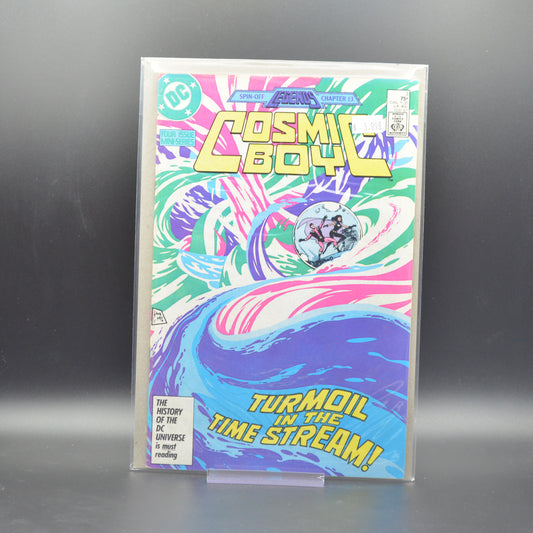 DC
SPIN-OFF LEGENDS CHAPTER 13
FOUR ISSUE
MINI-SERIES
75¢
COSMIC
BOY
TURMOIL
IN THE
TIME STREAM!
THE
HISTORY
OF THE
DC
UNIVERSE
is must
reading